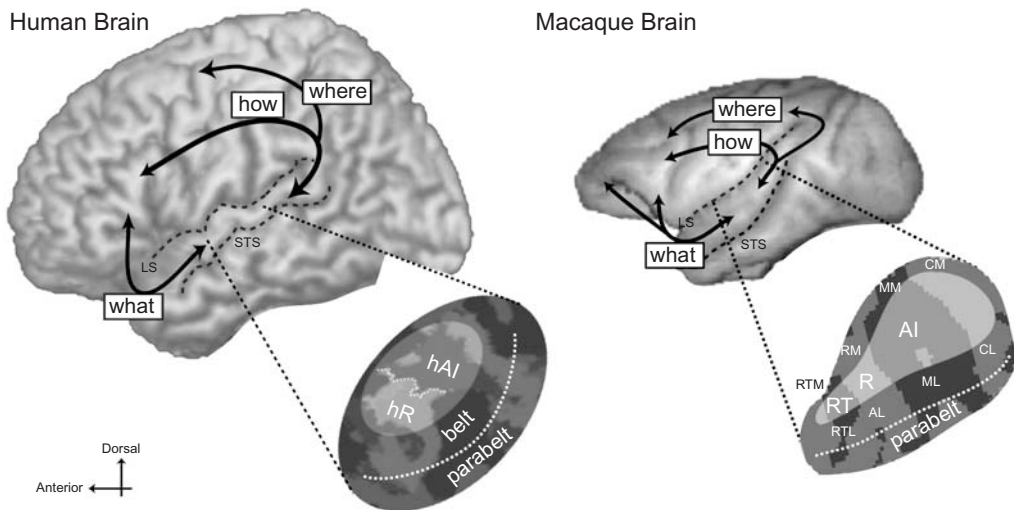 Human Brain
where
how
LS
STS
what
hAI
hR
belt
parabelt
Dorsal
Anterior
Macaque Brain
where
how
LS
STS
what
CM
MM
AI
RM
CL
RTM
R
ML
RT
AL
RTL
parabelt